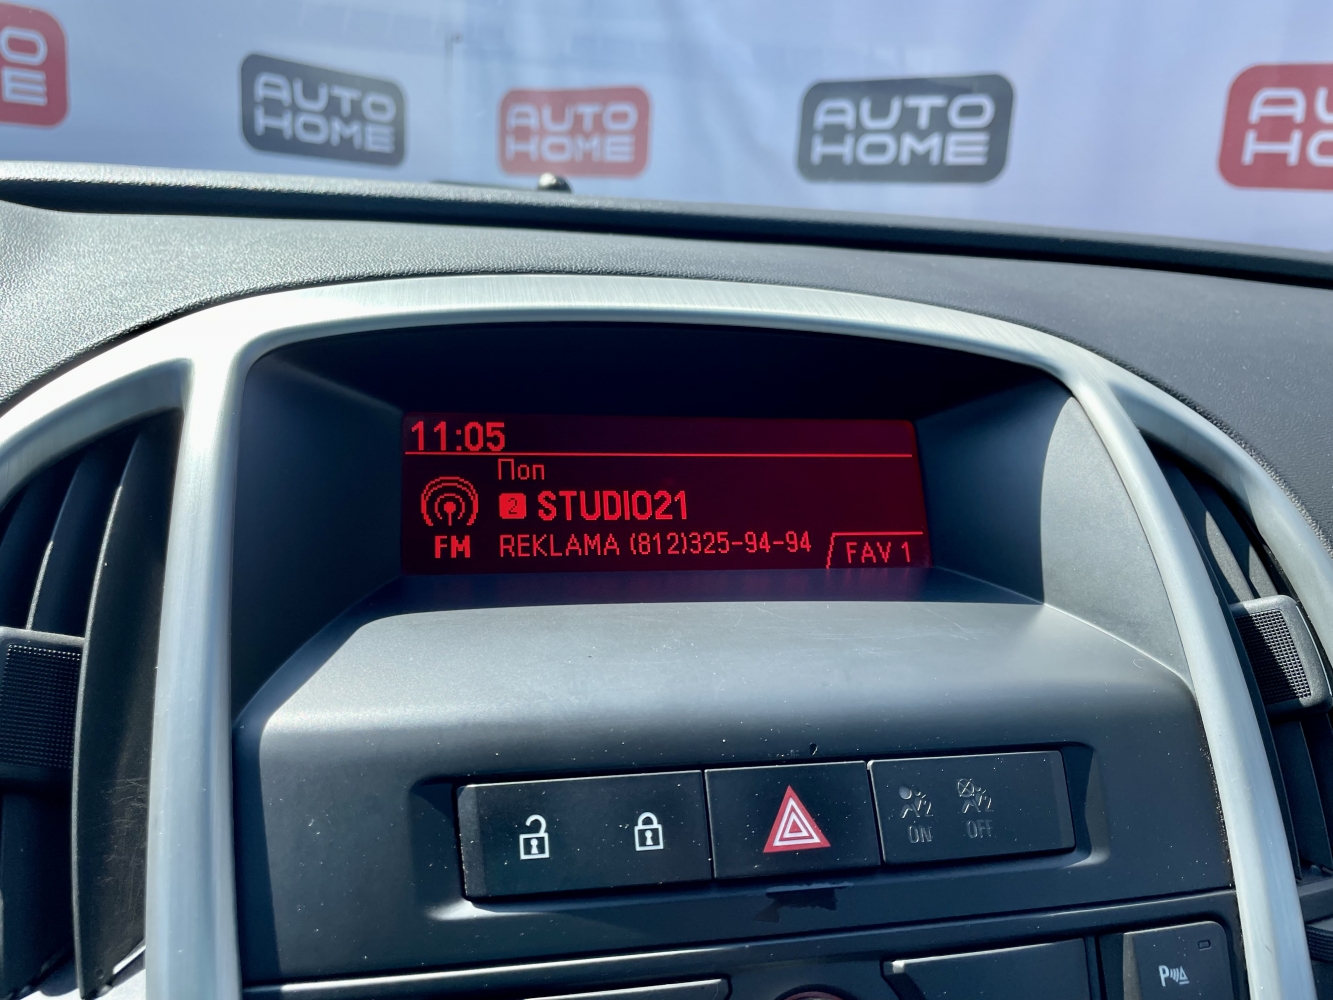 AUTO
HOME
AUTO
HOME
AUTO
HOME
11:05
Поп
2 STUDIO21
FM REKLAMA (812)325-94-94 FAV 1
ON OFF
P